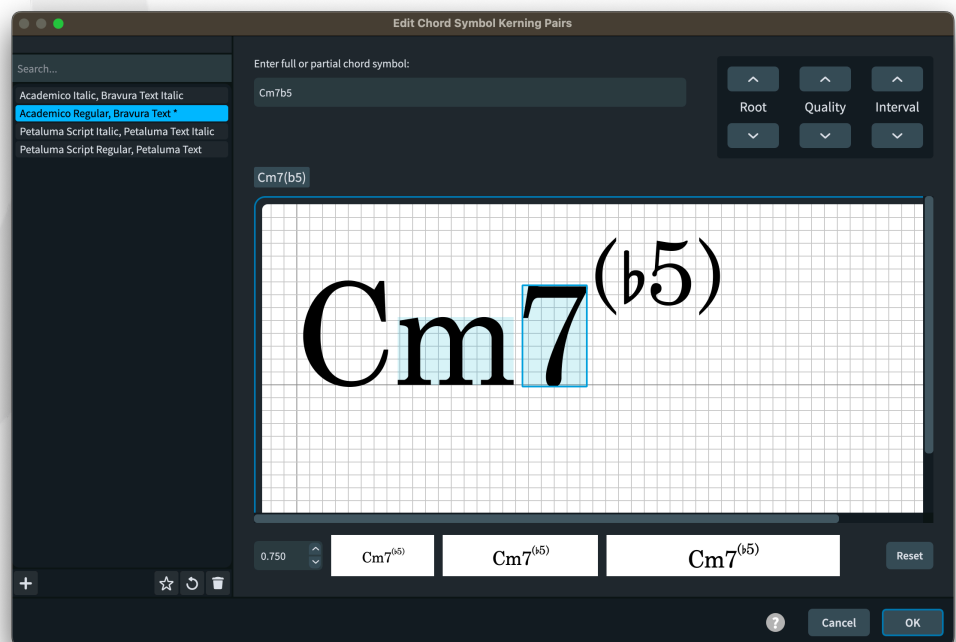 Edit Chord Symbol Kerning Pairs
Search...
Academico Italic, Bravura Text Italic
Academico Regular, Bravura Text *
Petaluma Script Italic, Petaluma Text Italic
Petaluma Script Regular, Petaluma Text
Enter full or partial chord symbol:
Cm7b5
Root Quality Interval
Cm7(b5)
Cm7(♭5)
0.750
Cm7(♭5) Cm7(♭5) Cm7(♭5)
Reset
? Cancel OK